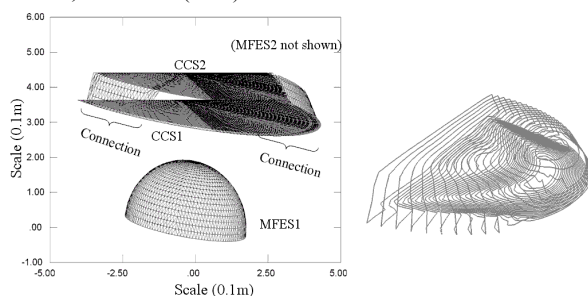 6.00
5.00
4.00
3.00
2.00
1.00
.00
-1.00
Scale (0.1m)
(MFES2 not shown)
CCS2
CCS1
Connection
Connection
MFES1
-5.00 -2.50 .00 2.50 5.00
Scale (0.1m)